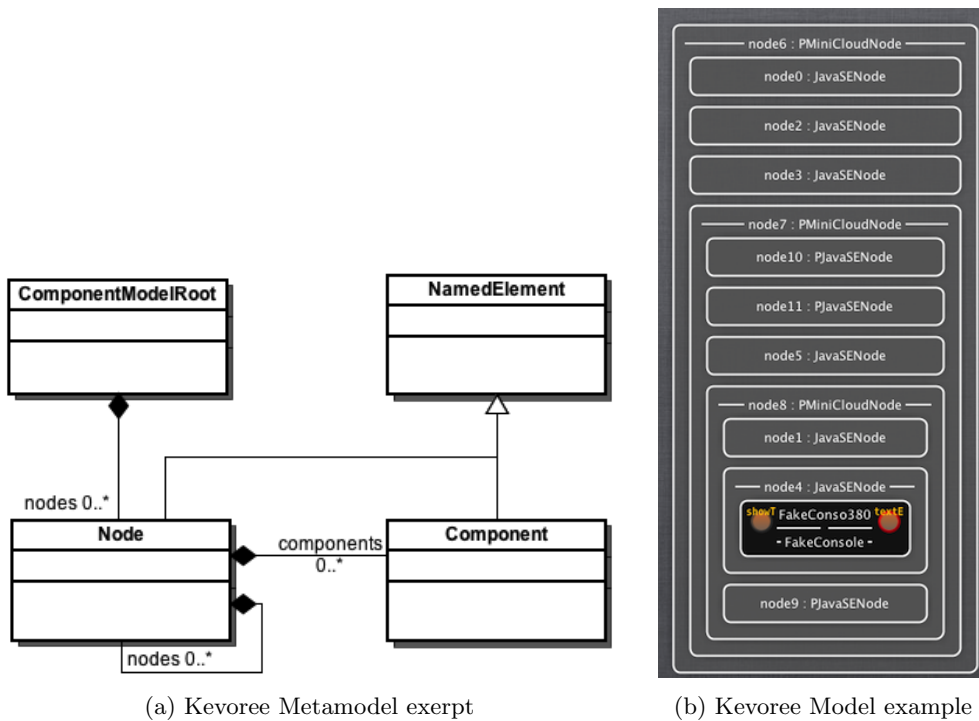 ComponentModelRoot
NamedElement
nodes 0..*
Node
components
0..*
Component
nodes 0..*
(a) Kevoree Metamodel exerpt
node6 : PMiniCloudNode
node0 : JavaSENode
node2 : JavaSENode
node3 : JavaSENode
node7 : PMiniCloudNode
node10 : PJavaSENode
node11 : PJavaSENode
node5 : JavaSENode
node8 : PMiniCloudNode
node1 : JavaSENode
node4 : JavaSENode
showT FakeConso380 textE
- FakeConsole -
node9 : PJavaSENode
(b) Kevoree Model example